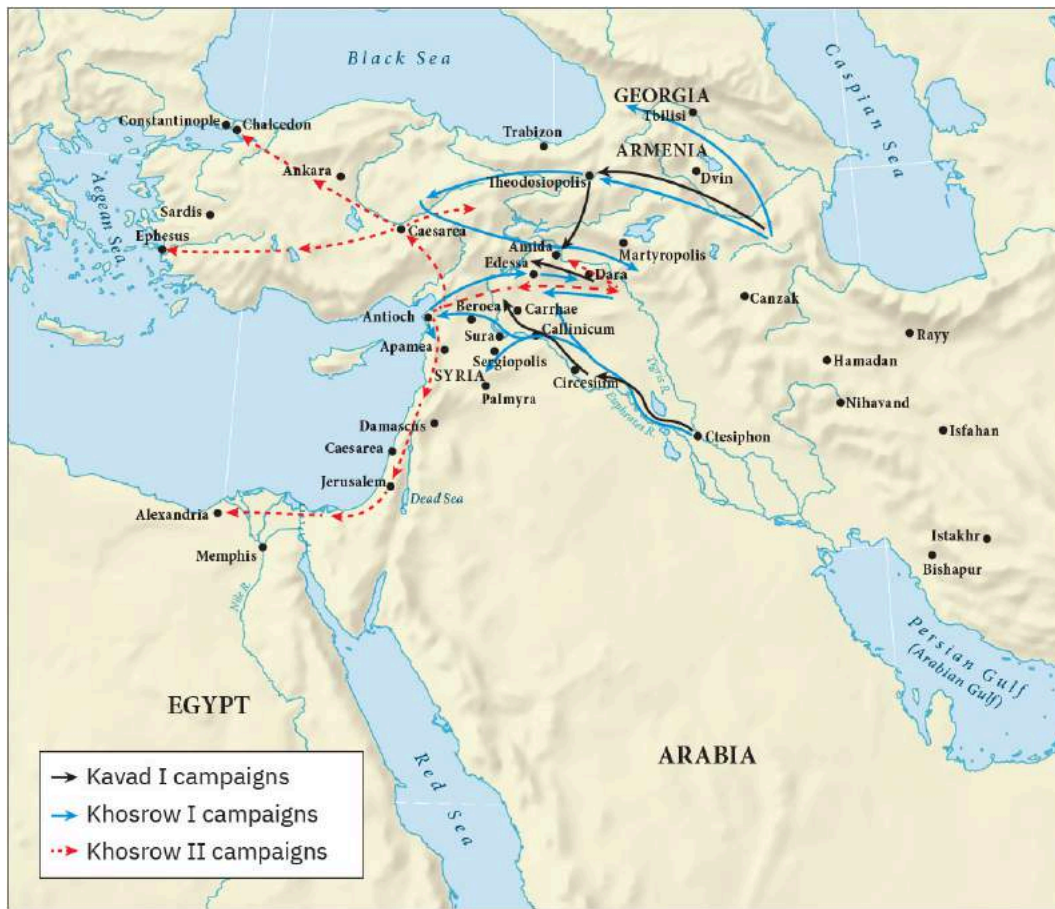 Black Sea
Caspian Sea
GEORGIA
Tbilisi
Constantinople
Chalcedon
Trabizon
ARMENIA
Ankara
Theodosiopolis
Dvin
Aegean Sea
Sardis
Ephesus
Caesarea
Amida
Martyropolis
Edessa
Dara
Canzak
Beroea
Carrhae
Antioch
Rayy
Sura
Callinicum
Apamea
Sergiopolis
Hamadan
SYRIA
Circesium
Tigris R.
Palmyra
Nihavand
Euphrates R.
Damascus
Ctesiphon
Isfahan
Caesarea
Jerusalem
Dead Sea
Alexandria
Memphis
Istakhr
Bishapur
Nile R.
Persian Gulf
(Arabian Gulf)
EGYPT
ARABIA
Red Sea
Kavad I campaigns
Khosrow I campaigns
Khosrow II campaigns